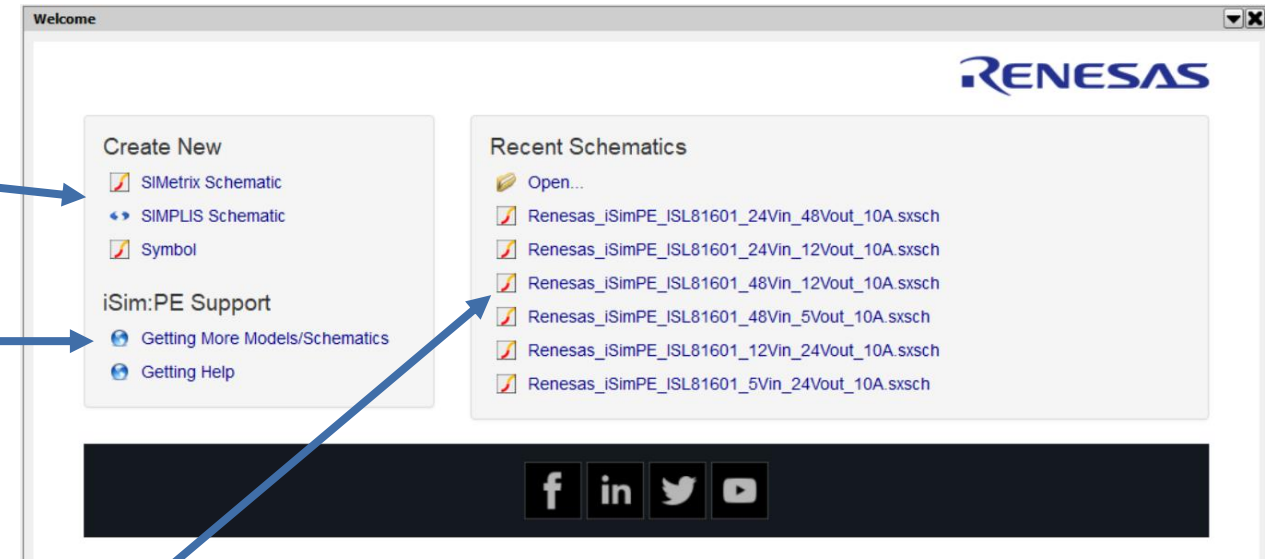 Welcome
RENESAS
Create New
SIMetrix Schematic
SIMPLIS Schematic
Symbol
iSim:PE Support
Getting More Models/Schematics
Getting Help
Recent Schematics
Open...
Renesas_iSimPE_ISL81601_24Vin_48Vout_10A.sxsch
Renesas_iSimPE_ISL81601_24Vin_12Vout_10A.sxsch
Renesas_iSimPE_ISL81601_48Vin_12Vout_10A.sxsch
Renesas_iSimPE_ISL81601_48Vin_5Vout_10A.sxsch
Renesas_iSimPE_ISL81601_12Vin_24Vout_10A.sxsch
Renesas_iSimPE_ISL81601_5Vin_24Vout_10A.sxsch
f in